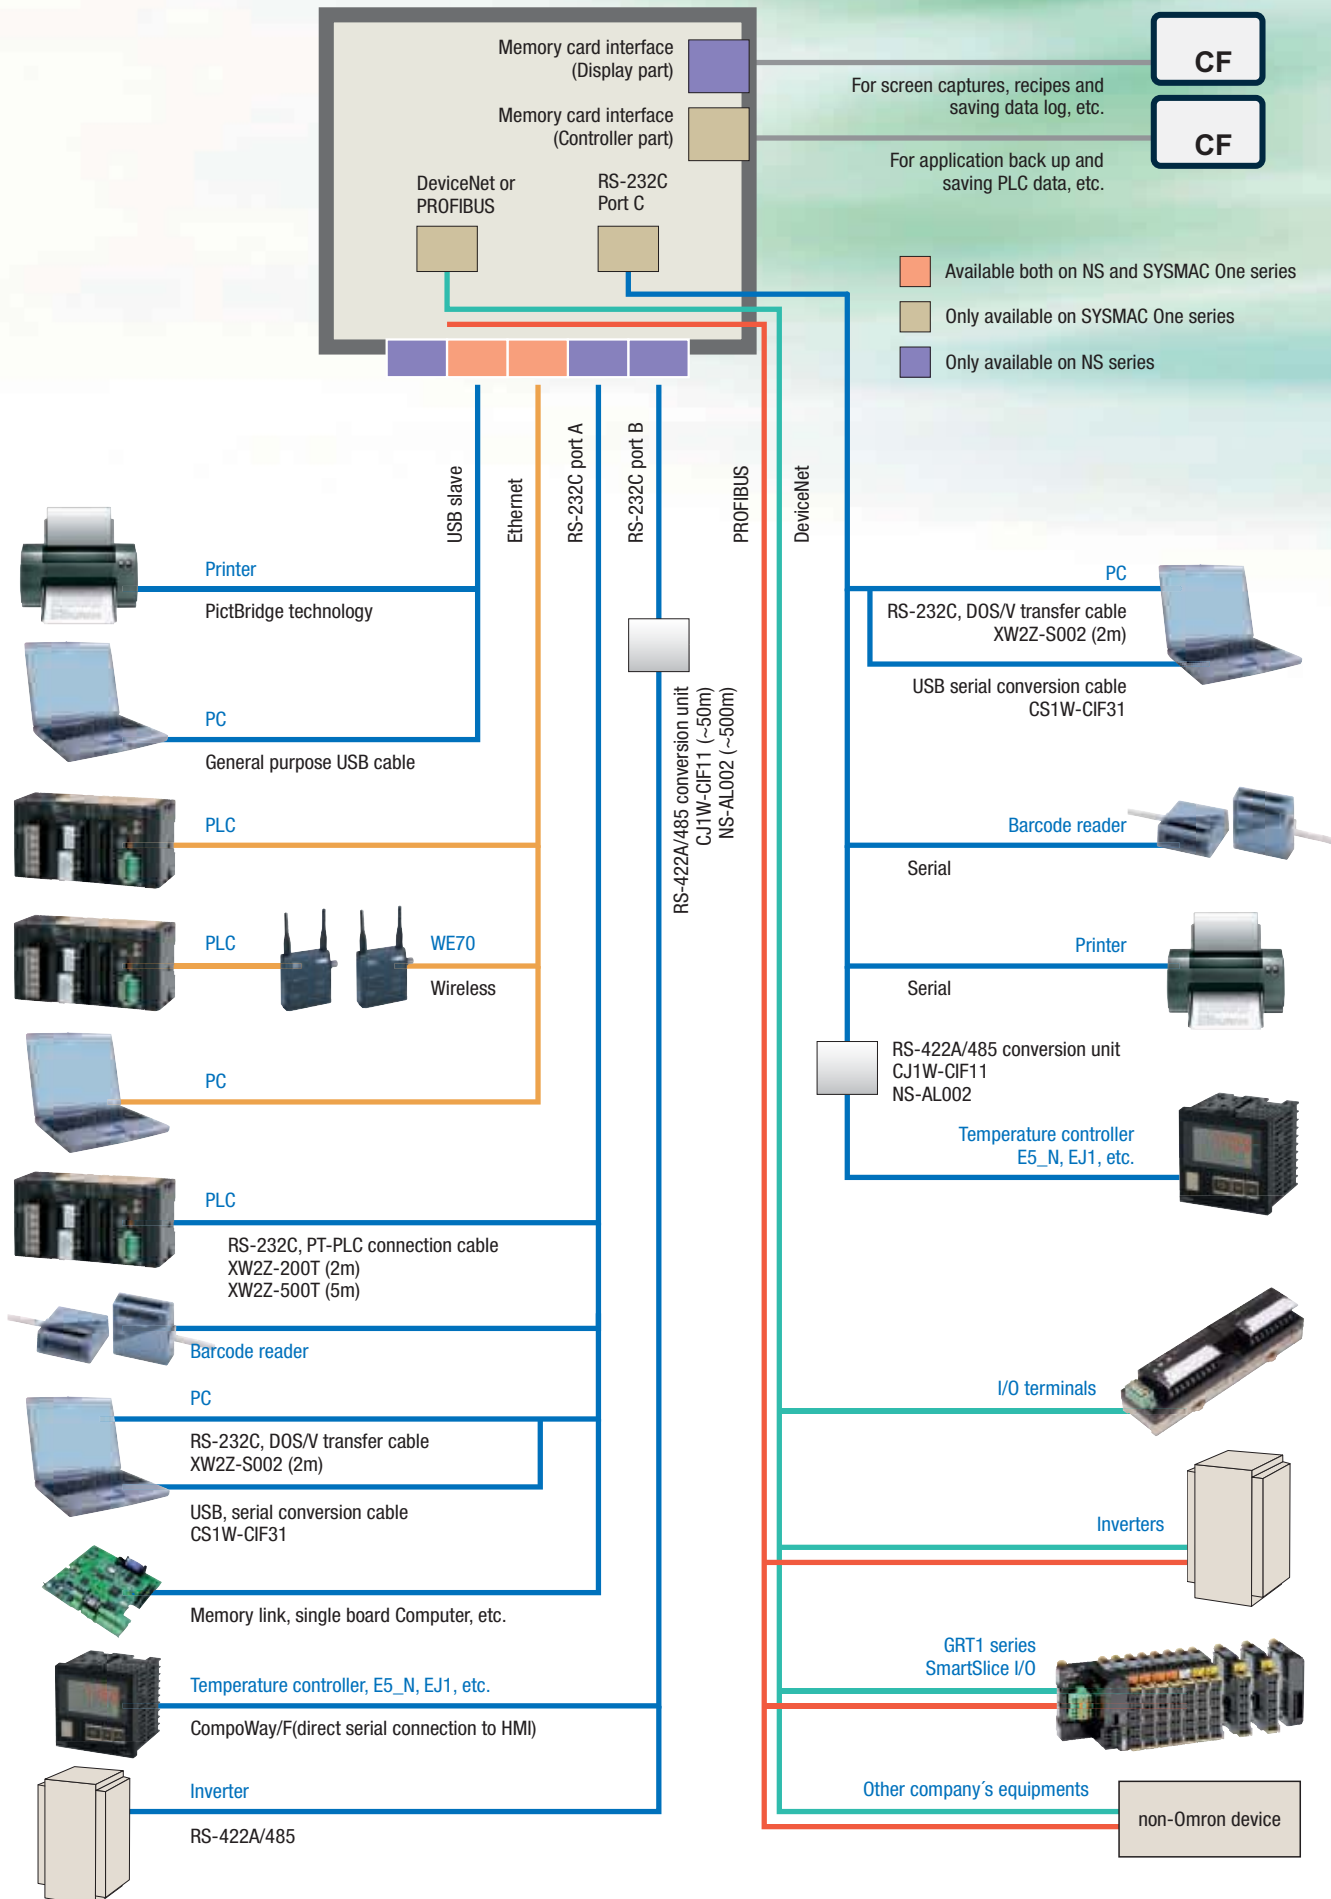 Memory card interface
(Display part)
CF
For screen captures, recipes and
saving data log, etc.
Memory card interface
(Controller part)
CF
For application back up and
saving PLC data, etc.
DeviceNet or
PROFIBUS
RS-232C
Port C
Available both on NS and SYSMAC One series
Only available on SYSMAC One series
Only available on NS series
USB slave
Ethernet
RS-232C port A
RS-232C port B
PROFIBUS
DeviceNet
Printer
PictBridge technology
PC
General purpose USB cable
RS-422A/485 conversion unit
CJ1W-CIF11 (~50m)
NS-AL002 (~500m)
PLC
PLC
WE70
Wireless
PC
PLC
RS-232C, PT-PLC connection cable
XW2Z-200T (2m)
XW2Z-500T (5m)
Barcode reader
PC
RS-232C, DOS/V transfer cable
XW2Z-S002 (2m)
USB, serial conversion cable
CS1W-CIF31
Memory link, single board Computer, etc.
Temperature controller, E5_N, EJ1, etc.
CompoWay/F(direct serial connection to HMI)
Inverter
RS-422A/485
PC
RS-232C, DOS/V transfer cable
XW2Z-S002 (2m)
USB serial conversion cable
CS1W-CIF31
Barcode reader
Serial
Printer
Serial
RS-422A/485 conversion unit
CJ1W-CIF11
NS-AL002
Temperature controller
E5_N, EJ1, etc.
I/O terminals
Inverters
GRT1 series
SmartSlice I/O
Other company´s equipments
non-Omron device